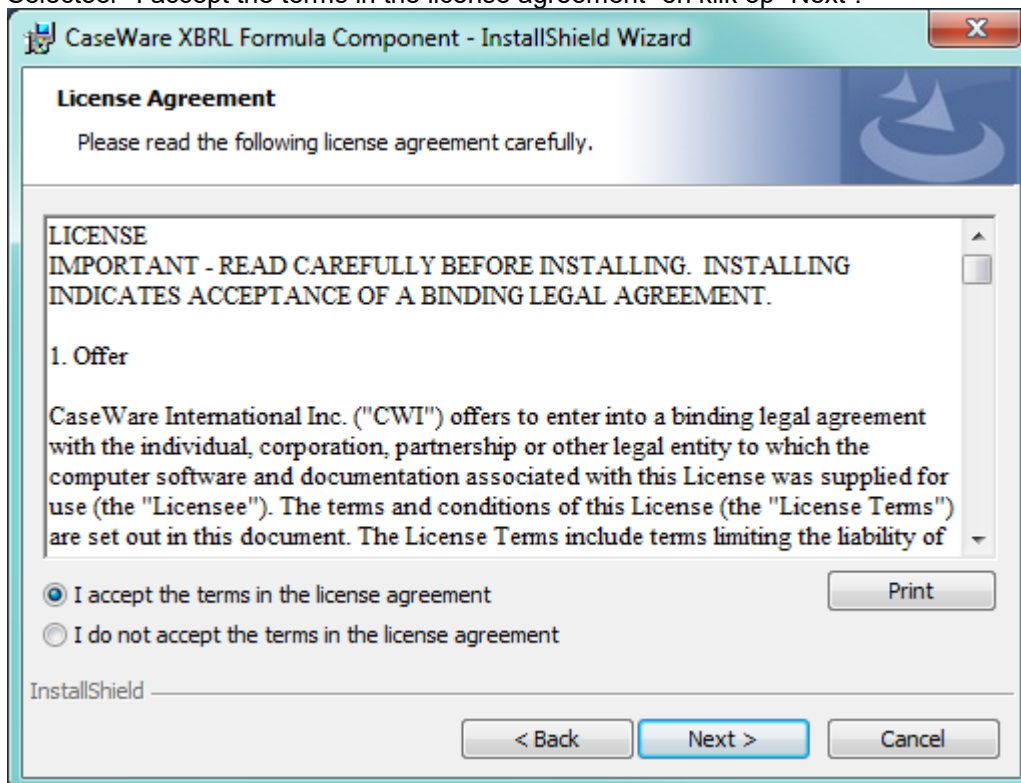 Selecteer "I accept the terms in the license agreement" en klik op "Next".
CaseWare XBRL Formula Component - InstallShield Wizard
License Agreement
Please read the following license agreement carefully.
LICENSE
IMPORTANT - READ CAREFULLY BEFORE INSTALLING.  INSTALLING
INDICATES ACCEPTANCE OF A BINDING LEGAL AGREEMENT.
1. Offer
CaseWare International Inc. ("CWI") offers to enter into a binding legal agreement
with the individual, corporation, partnership or other legal entity to which the
computer software and documentation associated with this License was supplied for
use (the "Licensee"). The terms and conditions of this License (the "License Terms")
are set out in this document. The License Terms include terms limiting the liability of
I accept the terms in the license agreement
Print
I do not accept the terms in the license agreement
InstallShield
< Back
Next >
Cancel